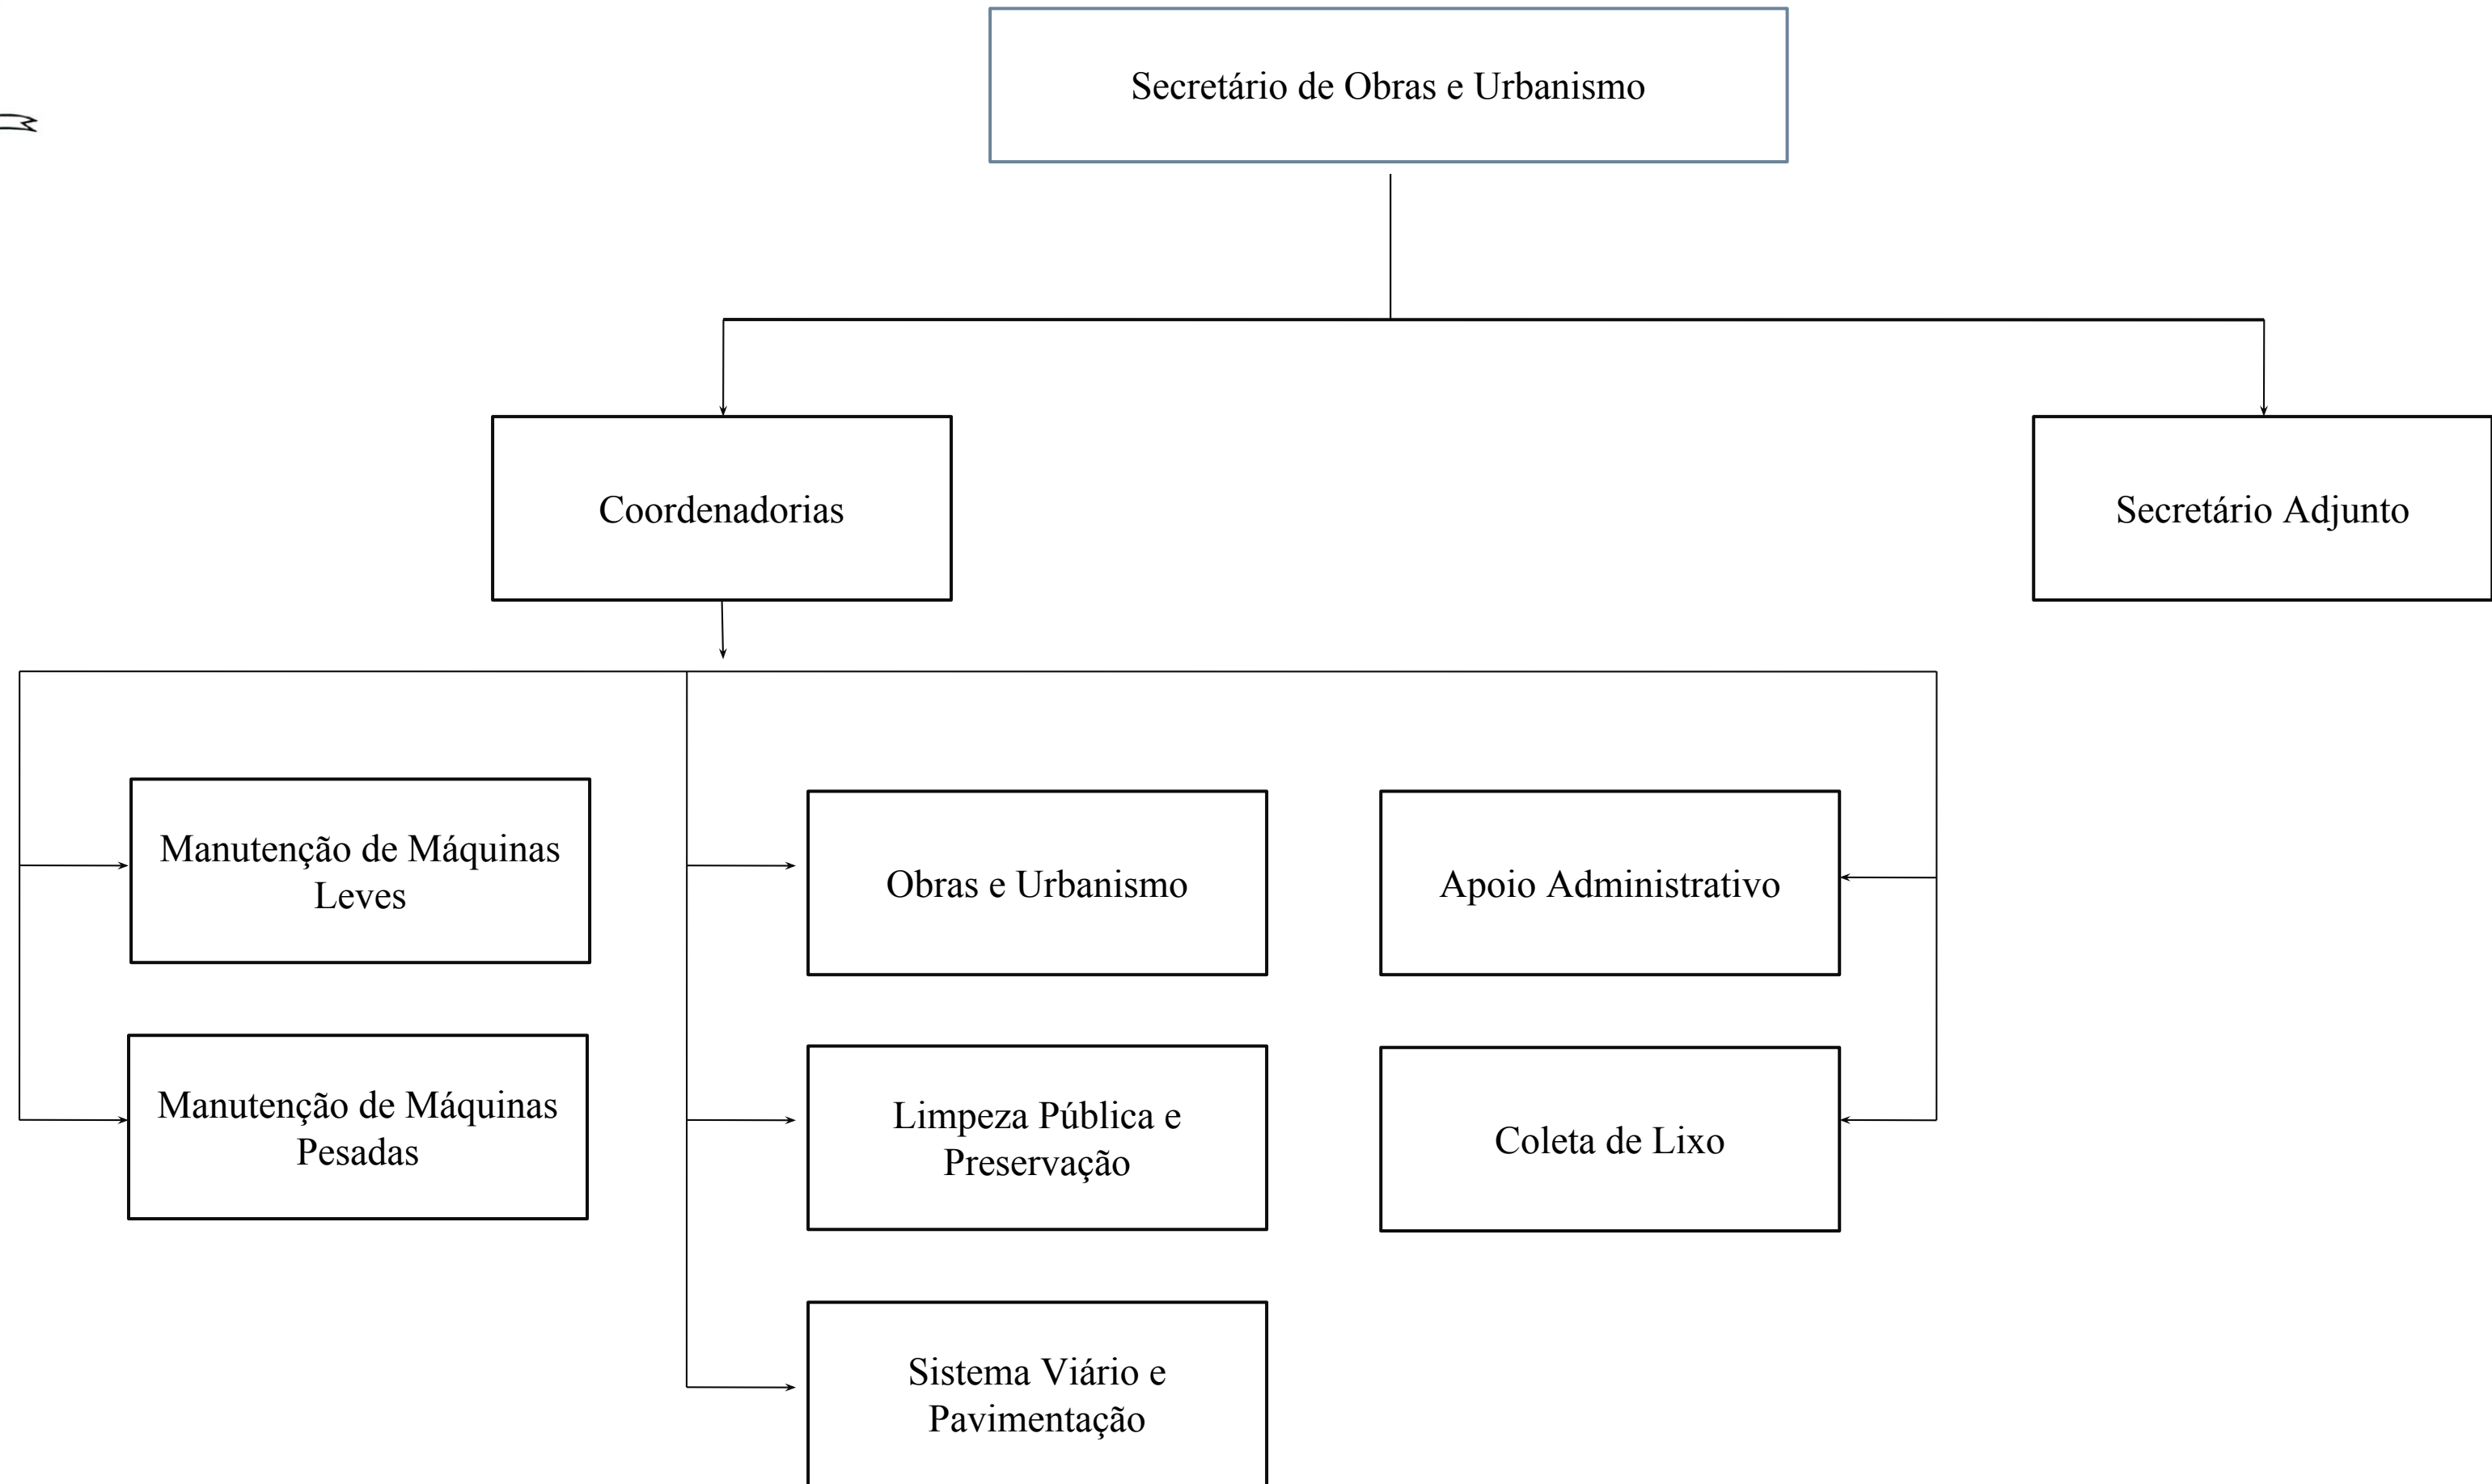 Secretário de Obras e Urbanismo
Coordenadorias
Secretário Adjunto
Manutenção de Máquinas
Leves
Obras e Urbanismo
Apoio Administrativo
Manutenção de Máquinas
Pesadas
Limpeza Pública e
Preservação
Coleta de Lixo
Sistema Viário e
Pavimentação